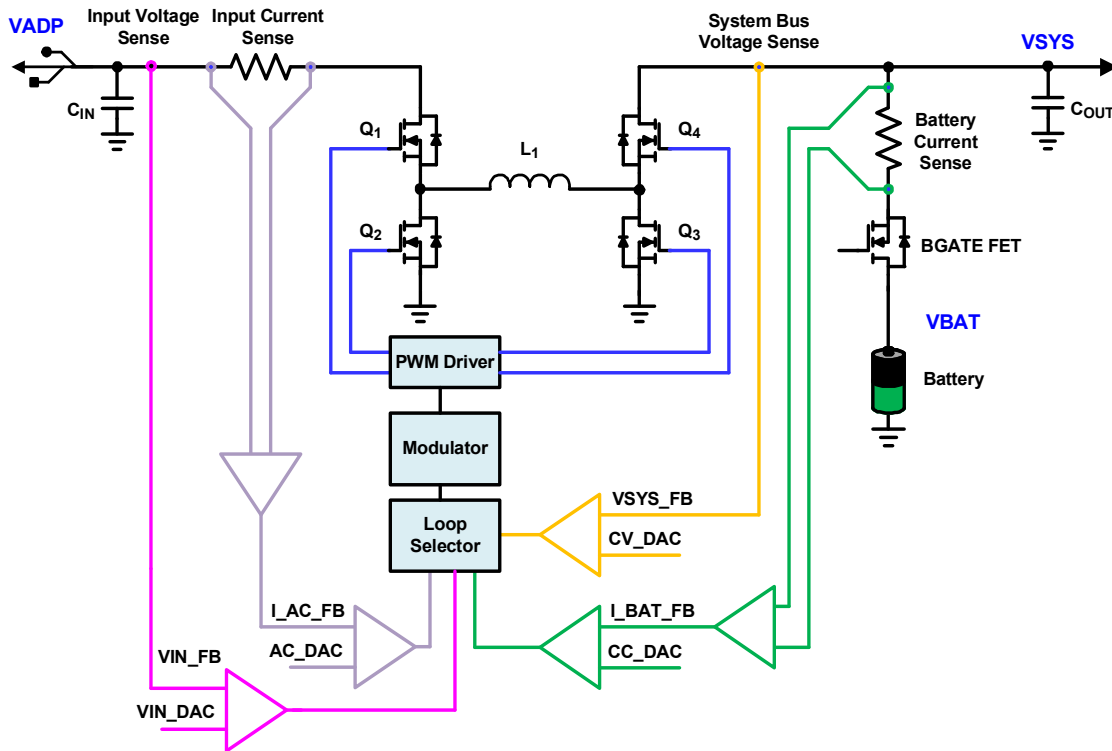 VADP
Input Voltage
Sense
Input Current
Sense
System Bus
Voltage Sense
VSYS
CIN
COUT
Q1
Q4
L1
Battery
Current
Sense
Q2
Q3
BGATE FET
VBAT
PWM Driver
Battery
Modulator
VSYS_FB
Loop
Selector
CV_DAC
I_AC_FB
I_BAT_FB
AC_DAC
CC_DAC
VIN_FB
VIN_DAC